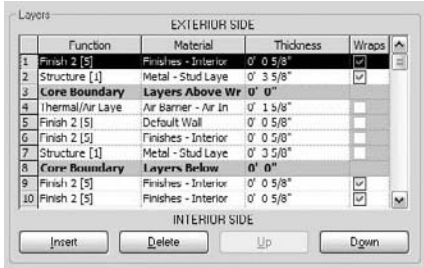 Layers
EXTERIOR SIDE
Function Material Thickness Wraps
1 Finish 2 [5] Finishes - Interior 0' 0 5/8"
2 Structure [1] Metal - Stud Laye 0' 3 5/8"
3 Core Boundary Layers Above Wr 0' 0"
4 Thermal/Air Laye Air Barrier - Air In 0' 1 5/8"
5 Finish 2 [5] Default Wall 0' 0 5/8"
6 Finish 2 [5] Finishes - Interior 0' 0 5/8"
7 Structure [1] Metal - Stud Laye 0' 3 5/8"
8 Core Boundary Layers Below 0' 0"
9 Finish 2 [5] Finishes - Interior 0' 0 5/8"
10 Finish 2 [5] Finishes - Interior 0' 0 5/8"
INTERIOR SIDE
Insert Delete Up Down